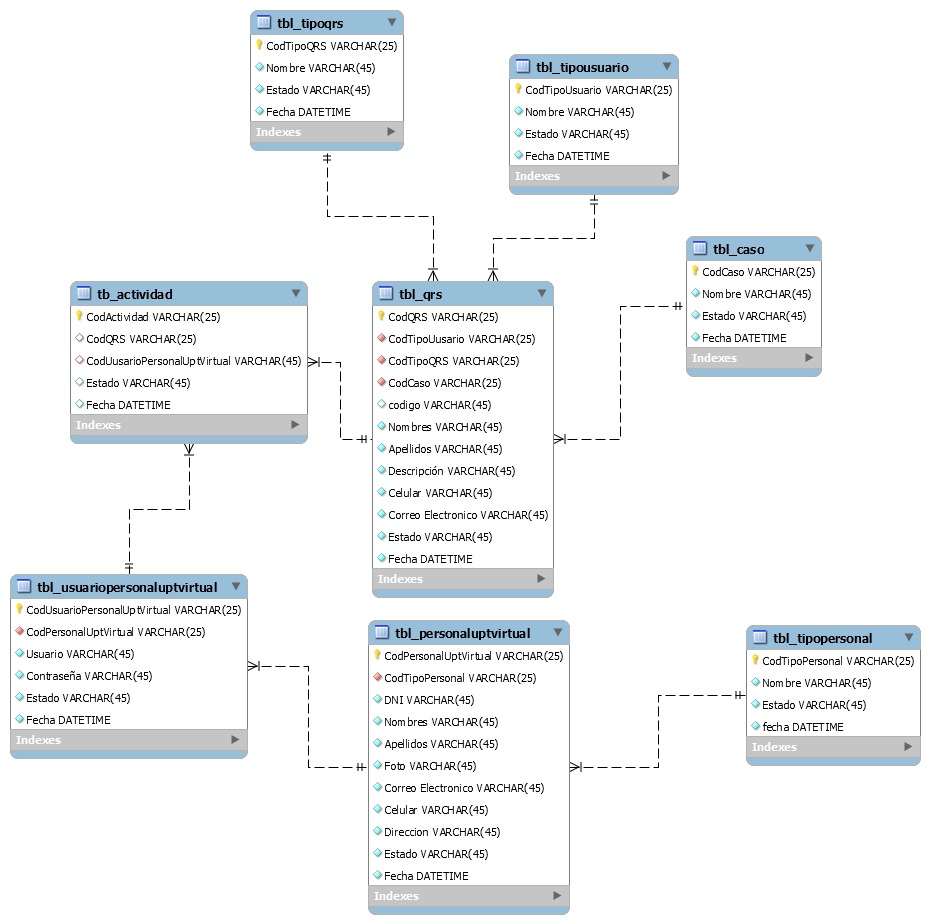 tbl_tipoqrs
CodTipoQRS VARCHAR(25)
Nombre VARCHAR(45)
Estado VARCHAR(45)
Fecha DATETIME
Indexes
tbl_tipousuario
CodTipoUsuario VARCHAR(25)
Nombre VARCHAR(45)
Estado VARCHAR(45)
Fecha DATETIME
Indexes
tbl_caso
CodCaso VARCHAR(25)
Nombre VARCHAR(45)
Estado VARCHAR(45)
Fecha DATETIME
Indexes
tb_actividad
CodActividad VARCHAR(25)
CodQRS VARCHAR(25)
CodUusarioPersonalUptVirtual VARCHAR(45)
Estado VARCHAR(45)
Fecha DATETIME
Indexes
tbl_qrs
CodQRS VARCHAR(25)
CodTipoUusario VARCHAR(25)
CodTipoQRS VARCHAR(25)
CodCaso VARCHAR(25)
codigo VARCHAR(45)
Nombres VARCHAR(45)
Apellidos VARCHAR(45)
Descripción VARCHAR(45)
Celular VARCHAR(45)
Correo Electronico VARCHAR(45)
Estado VARCHAR(45)
Fecha DATETIME
Indexes
tbl_usuariopersonaluptvirtual
CodUsuarioPersonalUptVirtual VARCHAR(25)
CodPersonalUptVirtual VARCHAR(25)
Usuario VARCHAR(45)
Contraseña VARCHAR(45)
Estado VARCHAR(45)
Fecha DATETIME
Indexes
tbl_personaluptvirtual
CodPersonalUptVirtual VARCHAR(25)
CodTipoPersonal VARCHAR(25)
DNI VARCHAR(45)
Nombres VARCHAR(45)
Apellidos VARCHAR(45)
Foto VARCHAR(45)
Correo Electronico VARCHAR(45)
Celular VARCHAR(45)
Direccion VARCHAR(45)
Estado VARCHAR(45)
Fecha DATETIME
Indexes
tbl_tipopersonal
CodTipoPersonal VARCHAR(25)
Nombre VARCHAR(45)
Estado VARCHAR(45)
fecha DATETIME
Indexes